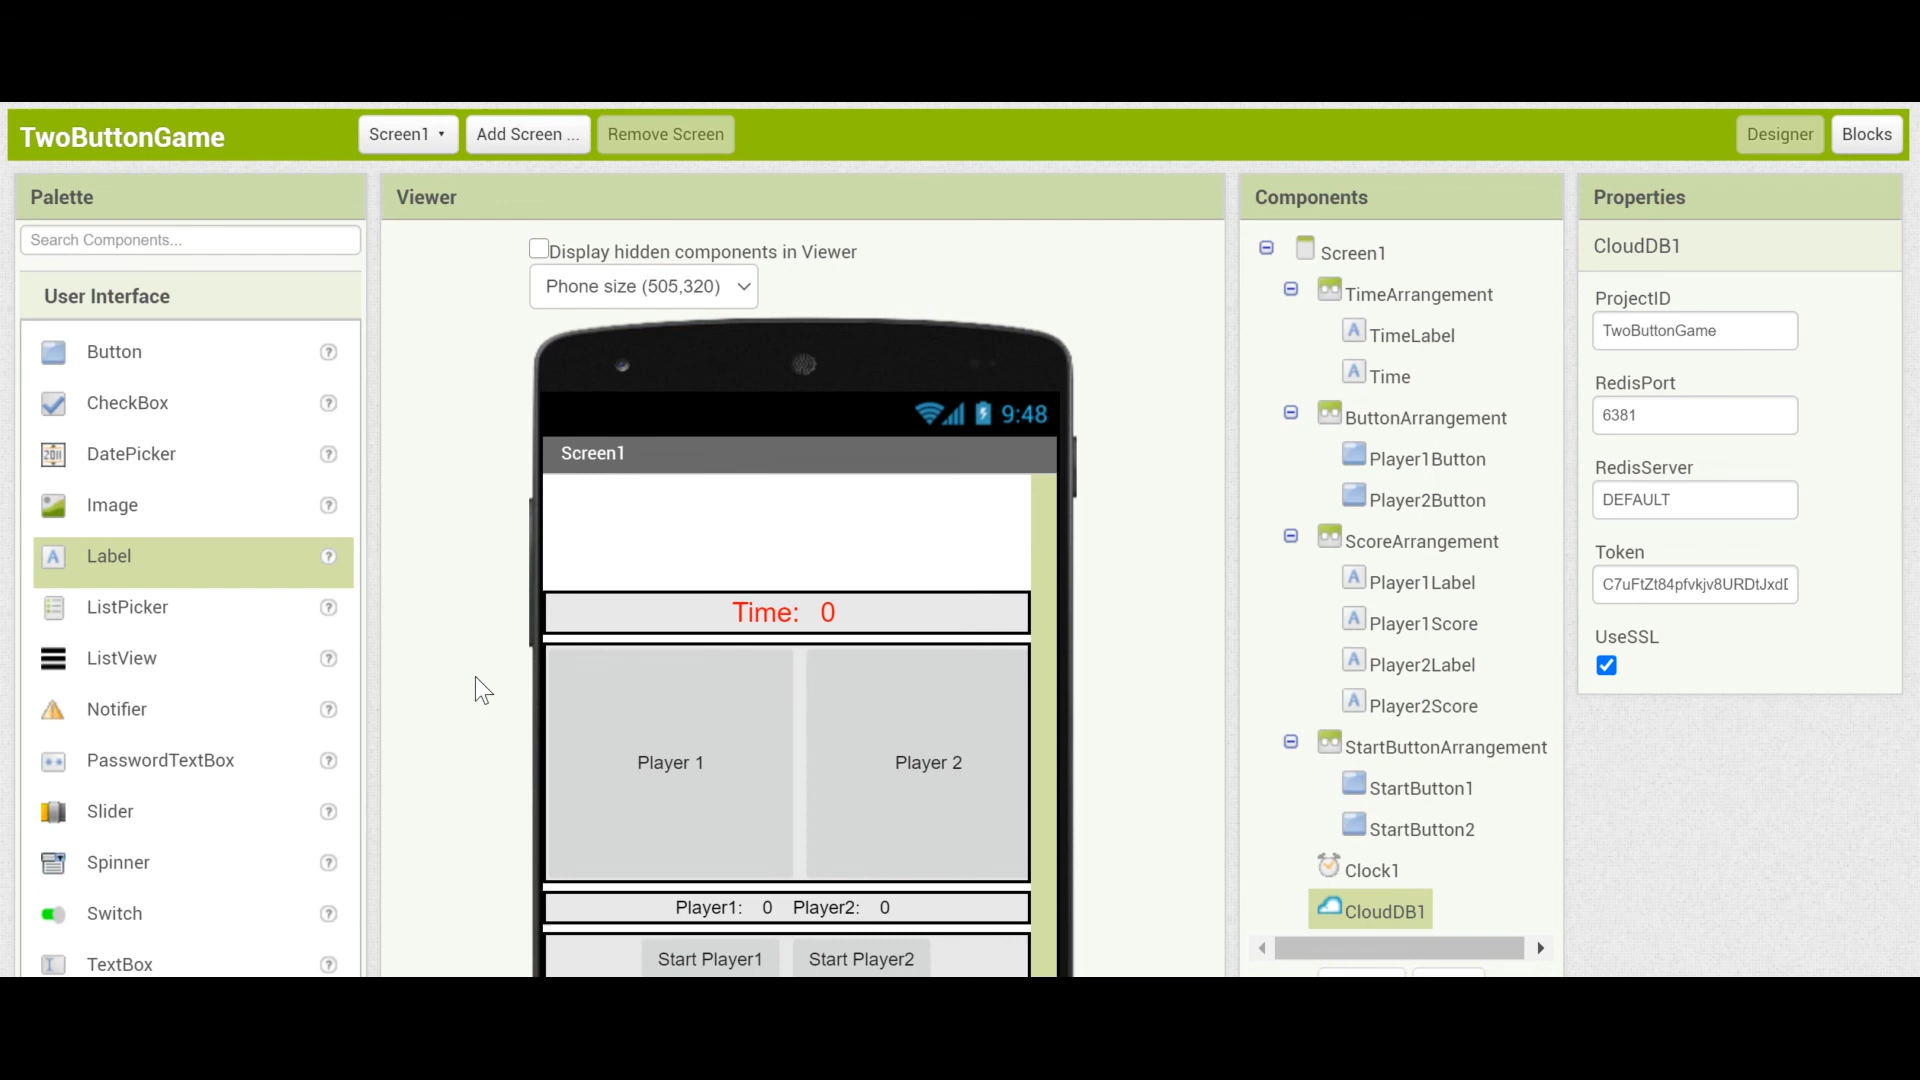 TwoButtonGame
Screen1
Add Screen ...
Remove Screen
Designer
Blocks
Palette
Search Components...
User Interface
Button
CheckBox
DatePicker
Image
Label
ListPicker
ListView
Notifier
PasswordTextBox
Slider
Spinner
Switch
TextBox
Viewer
Display hidden components in Viewer
Phone size (505,320)
9:48
Screen1
Time: 0
Player 1
Player 2
Player1: 0 Player2: 0
Start Player1
Start Player2
Components
Screen1
TimeArrangement
TimeLabel
Time
ButtonArrangement
Player1Button
Player2Button
ScoreArrangement
Player1Label
Player1Score
Player2Label
Player2Score
StartButtonArrangement
StartButton1
StartButton2
Clock1
CloudDB1
Properties
CloudDB1
ProjectID
TwoButtonGame
RedisPort
6381
RedisServer
DEFAULT
Token
UseSSL